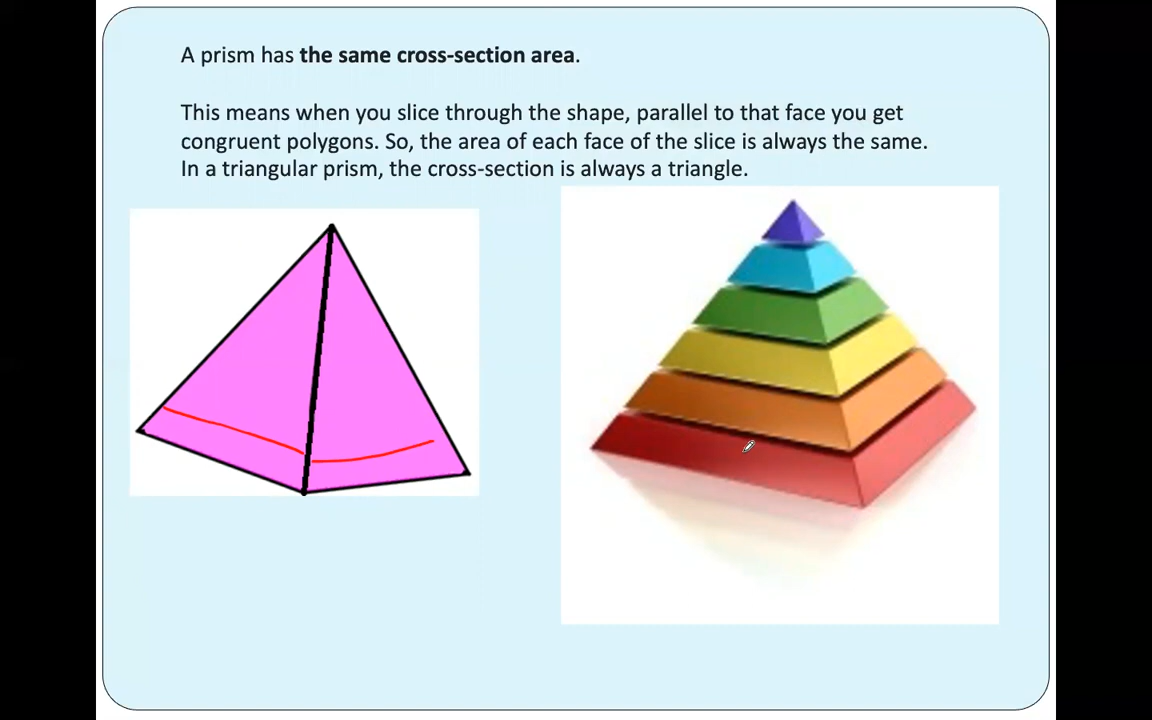 A prism has the same cross-section area.
This means when you slice through the shape, parallel to that face you get
congruent polygons. So, the area of each face of the slice is always the same.
In a triangular prism, the cross-section is always a triangle.